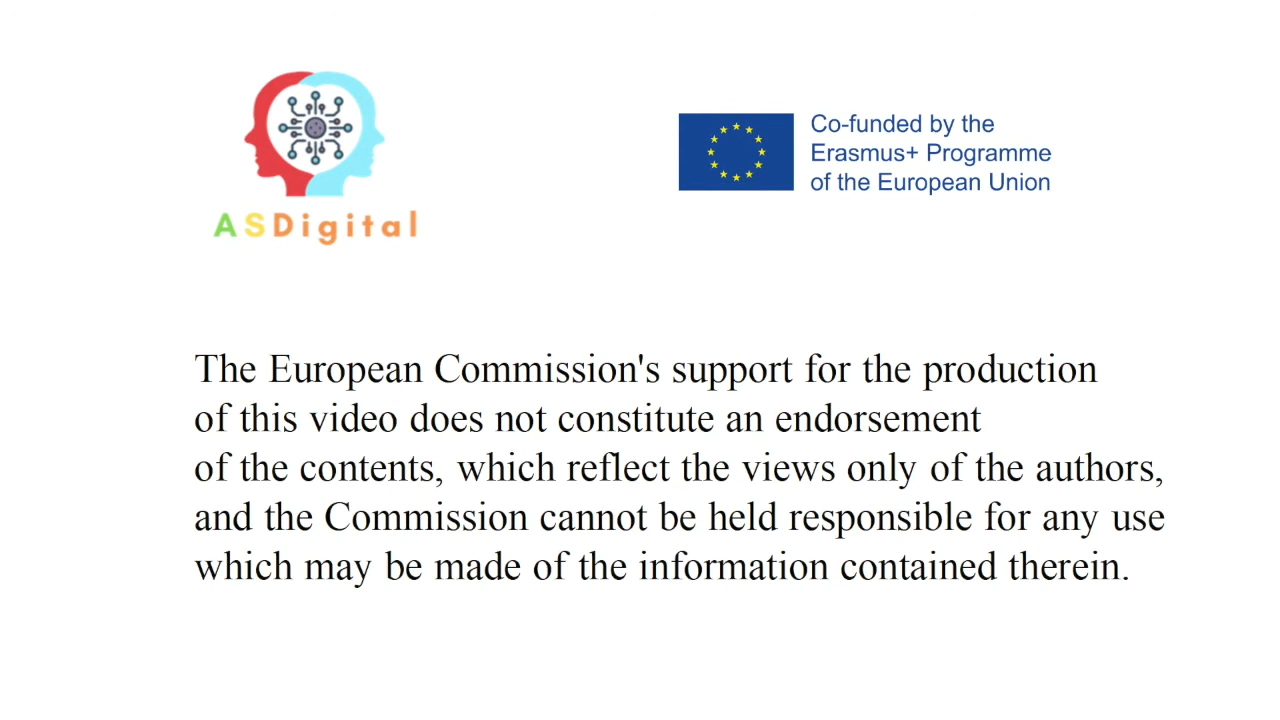 ASDigital
Co-funded by the
Erasmus+ Programme
of the European Union
The European Commission's support for the production
of this video does not constitute an endorsement
of the contents, which reflect the views only of the authors,
and the Commission cannot be held responsible for any use
which may be made of the information contained therein.